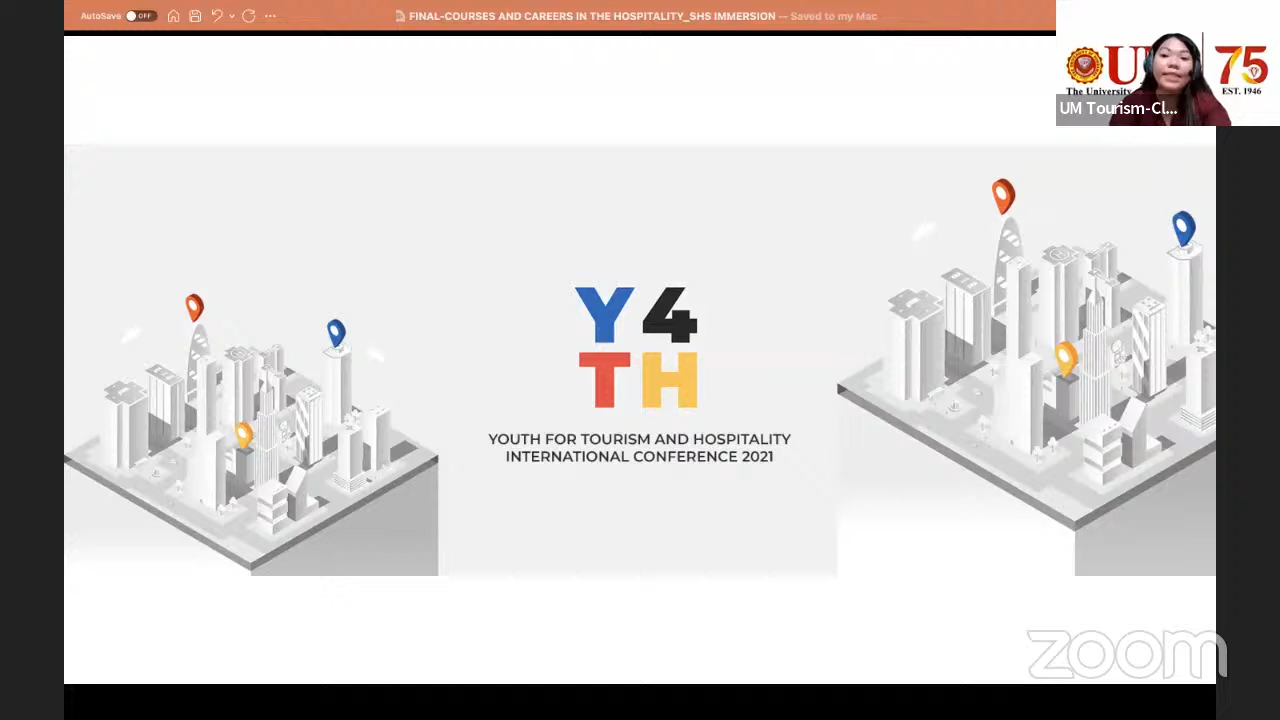 AutoSave OFF
FINAL-COURSES AND CAREERS IN THE HOSPITALITY_SHS IMMERSION — Saved to my Mac
U
75
The University
EST. 1946
UM Tourism-Cl...
Y4
TH
YOUTH FOR TOURISM AND HOSPITALITY
INTERNATIONAL CONFERENCE 2021
zoom